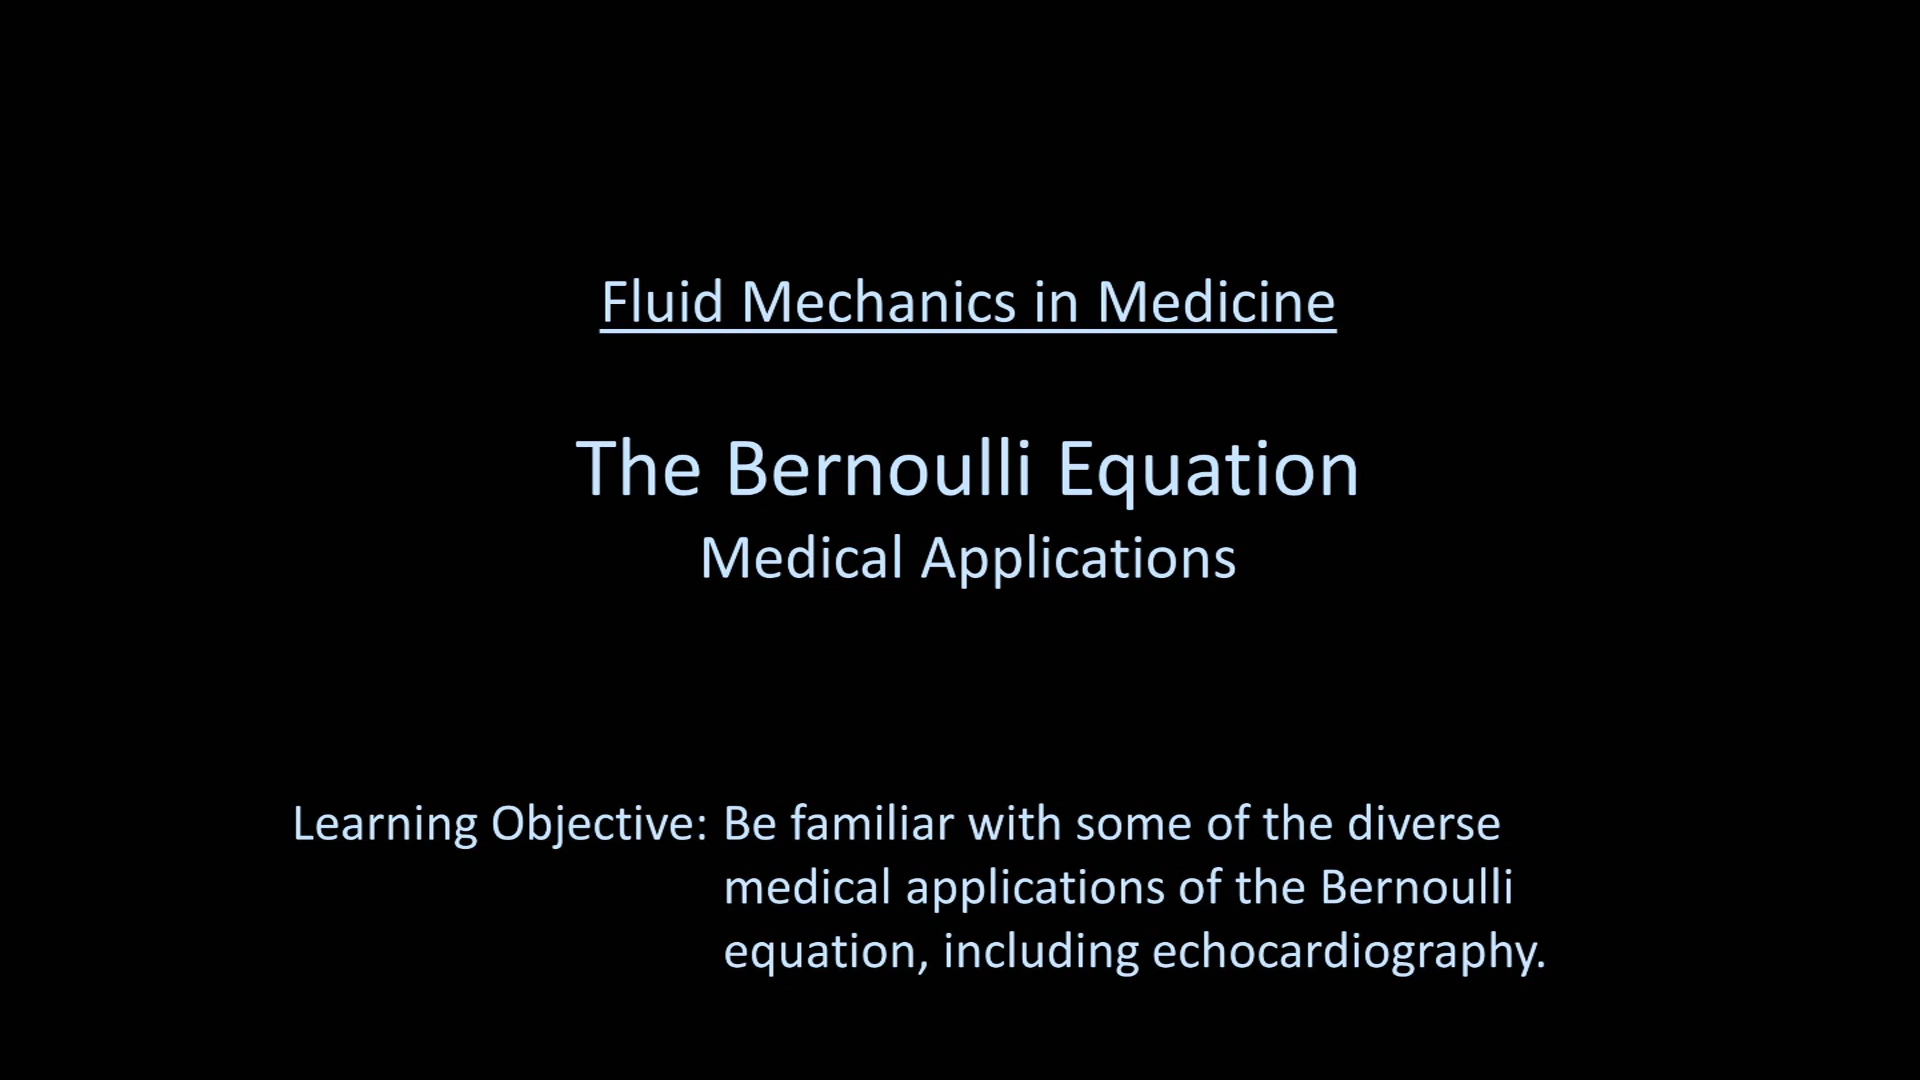 Fluid Mechanics in Medicine
The Bernoulli Equation
Medical Applications
Learning Objective: Be familiar with some of the diverse
medical applications of the Bernoulli
equation, including echocardiography.